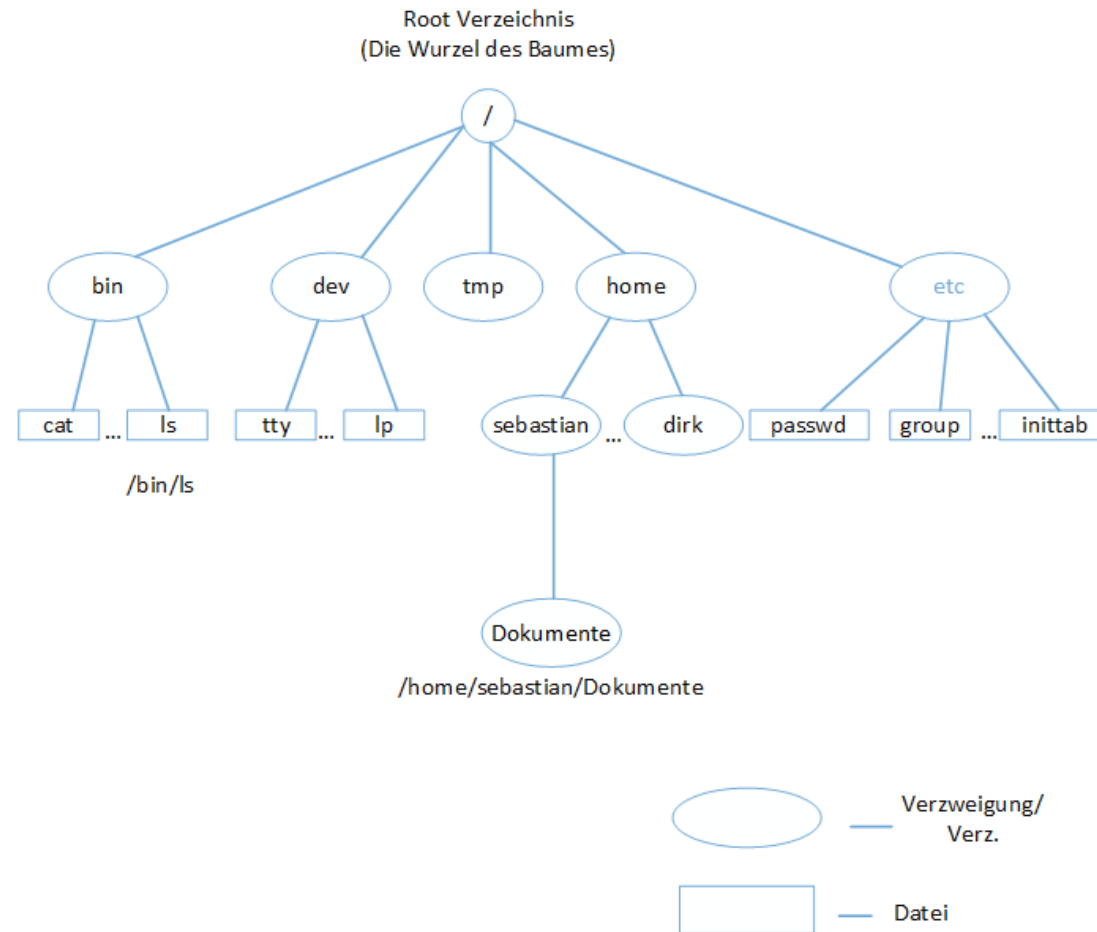 Root Verzeichnis
(Die Wurzel des Baumes)
/
bin
dev
tmp
home
etc
cat
...
ls
tty
...
lp
sebastian
...
dirk
passwd
group
...
inittab
/bin/ls
Dokumente
/home/sebastian/Dokumente
Verzweigung/
Verz.
Datei